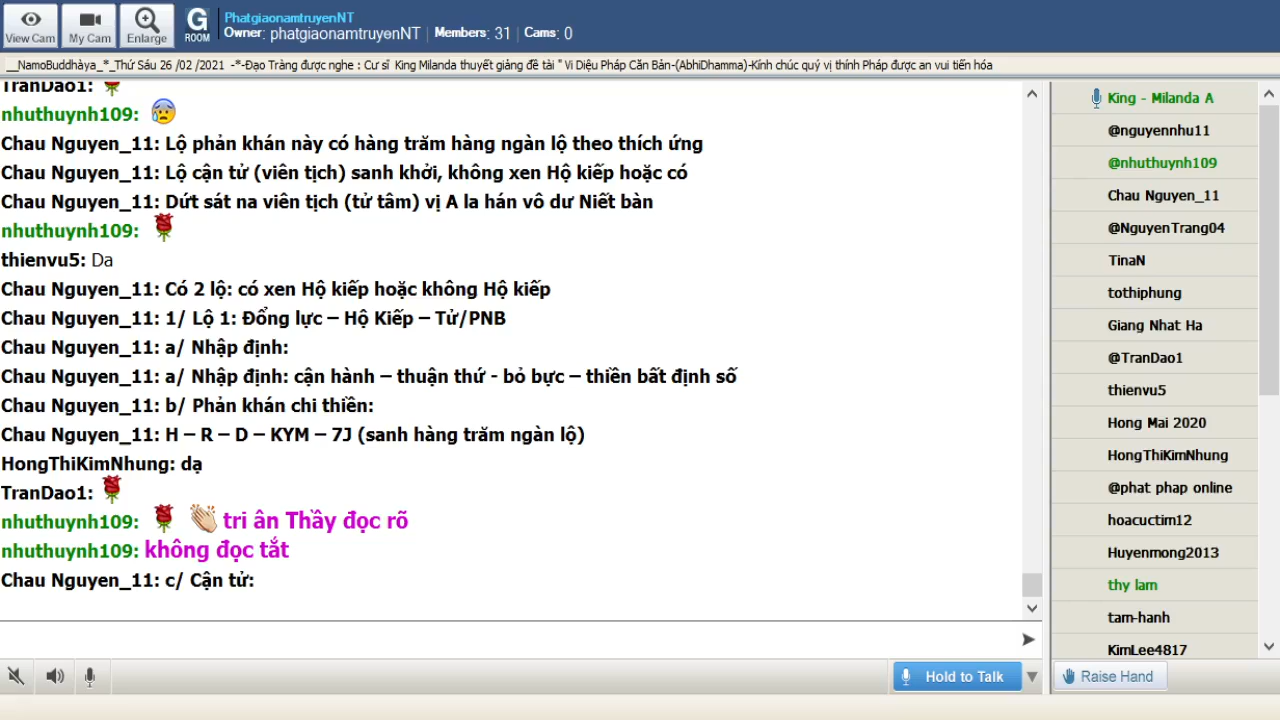 View Cam
My Cam
Enlarge
G
ROOM
PhatgiaonamtruyenNT
Owner: phatgiaonamtruyenNT | Members: 31 | Cams: 0
__NamoBuddhàya_*_Thứ Sáu 26 /02 /2021 -*-Đạo Tràng được nghe : Cư sĩ King Milanda thuyết giảng đề tài " Vi Diệu Pháp Căn Bản-(AbhiDhamma)-Kính chúc quý vị thính Pháp được an vui tiến hóa
TranDao1:
nhuthuynh109:
Chau Nguyen_11: Lộ phản khán này có hàng trăm hàng ngàn lộ theo thích ứng
Chau Nguyen_11: Lộ cận tử (viên tịch) sanh khởi, không xen Hộ kiếp hoặc có
Chau Nguyen_11: Dứt sát na viên tịch (tử tâm) vị A la hán vô dư Niết bàn
nhuthuynh109:
thienvu5: Da
Chau Nguyen_11: Có 2 lộ: có xen Hộ kiếp hoặc không Hộ kiếp
Chau Nguyen_11: 1/ Lộ 1: Đổng lực – Hộ Kiếp – Tử/PNB
Chau Nguyen_11: a/ Nhập định:
Chau Nguyen_11: a/ Nhập định: cận hành – thuận thứ - bỏ bực – thiền bất định số
Chau Nguyen_11: b/ Phản khán chi thiền:
Chau Nguyen_11: H – R – D – KYM – 7J (sanh hàng trăm ngàn lộ)
HongThiKimNhung: dạ
TranDao1:
nhuthuynh109: tri ân Thầy đọc rõ
nhuthuynh109: không đọc tắt
Chau Nguyen_11: c/ Cận tử:
King - Milanda A
@nguyennhu11
@nhuthuynh109
Chau Nguyen_11
@NguyenTrang04
TinaN
tothiphung
Giang Nhat Ha
@TranDao1
thienvu5
Hong Mai 2020
HongThiKimNhung
@phat phap online
hoacuctim12
Huyenmong2013
thy lam
tam-hanh
KimLee4817
Hold to Talk
Raise Hand